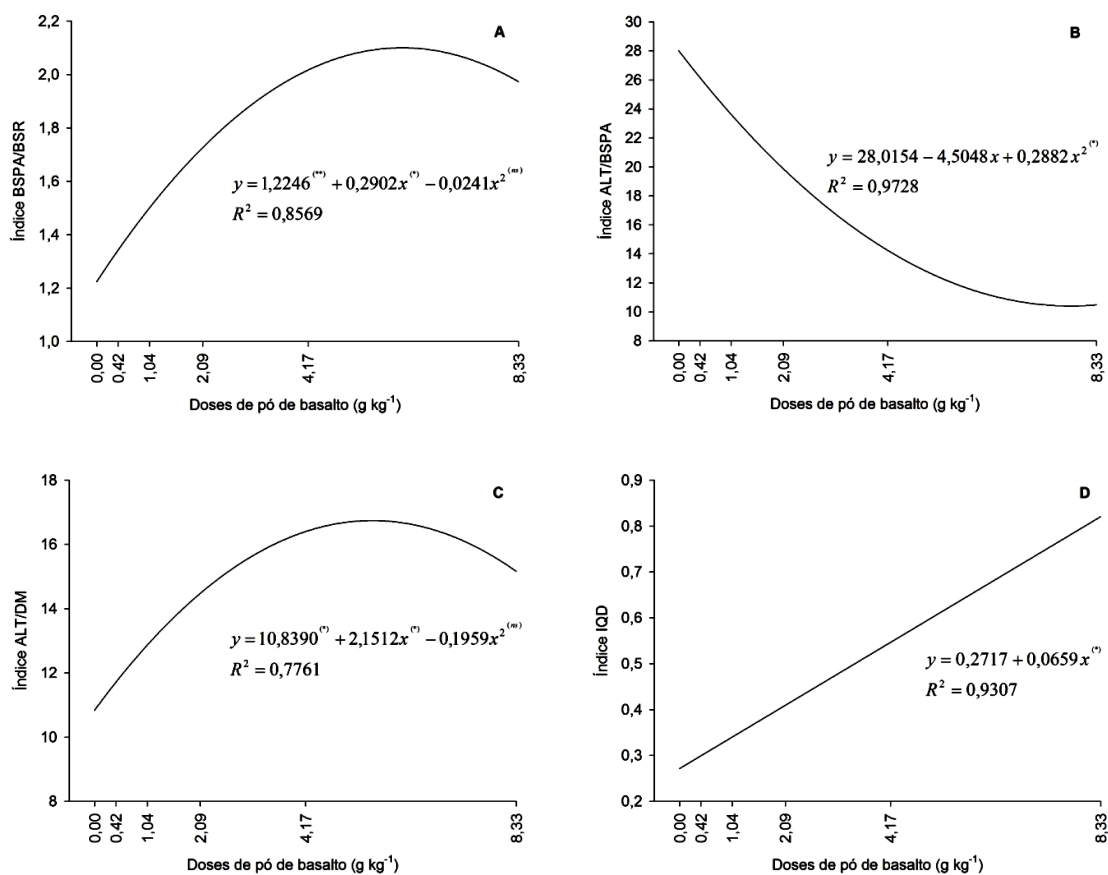 A
Índice BSPA/BSR
2,2
2,0
1,8
1,6
1,4
1,2
1,0
y = 1,2246^(**) + 0,2902x^(*) − 0,0241x²^(ns)
R² = 0,8569
0,00 0,42 1,04 2,09 4,17 8,33
Doses de pó de basalto (g kg⁻¹)
B
Índice ALT/BSPA
30
28
26
24
22
20
18
16
14
12
10
8
y = 28,0154 − 4,5048x + 0,2882x²^(*)
R² = 0,9728
0,00 0,42 1,04 2,09 4,17 8,33
Doses de pó de basalto (g kg⁻¹)
C
Índice ALT/DM
18
16
14
12
10
8
y = 10,8390^(*) + 2,1512x^(*) − 0,1959x²^(ns)
R² = 0,7761
0,00 0,42 1,04 2,09 4,17 8,33
Doses de pó de basalto (g kg⁻¹)
D
Índice IQD
0,9
0,8
0,7
0,6
0,5
0,4
0,3
0,2
y = 0,2717 + 0,0659x^(*)
R² = 0,9307
0,00 0,42 1,04 2,09 4,17 8,33
Doses de pó de basalto (g kg⁻¹)